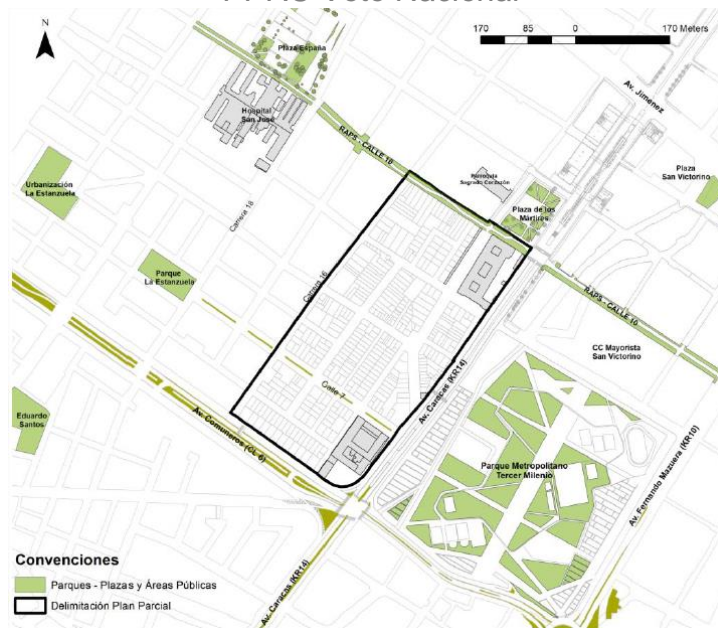 170 85 0 170 Meters
N
Plaza España
Hospital
San José
Av. Jimenez
RAPS - CALLE 10
Parroquia
Sagrado Corazón
Plaza
San Victorino
Plaza de los
Mártires
Urbanización
La Estanzuela
Carrera 18
Parque
La Estanzuela
Carrera 16
RAPS - CALLE 10
CC Mayorista
San Victorino
Calle 7
Av. Caracas (KR14)
Eduardo
Santos
Av. Comuneros (CL 6)
Parque Metropolitano
Tercer Milenio
Av. Fernando Mazuera (KR10)
Av. Caracas (KR14)
Convenciones
Parques - Plazas y Áreas Públicas
Delimitación Plan Parcial